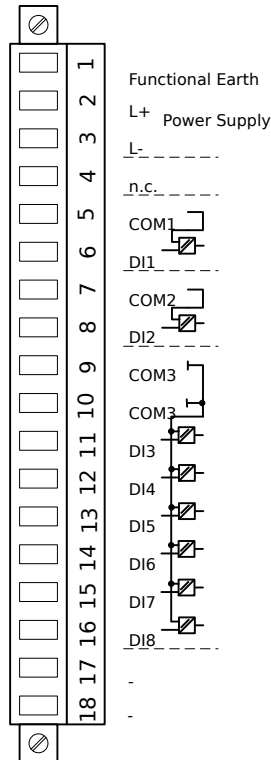 1
Functional Earth
2
L+ Power Supply
3
L-
4
n.c.
5
COM1
6
DI1
7
COM2
8
DI2
9
COM3
10
COM3
11
DI3
12
DI4
13
DI5
14
DI6
15
DI7
16
DI8
17
-
18
-